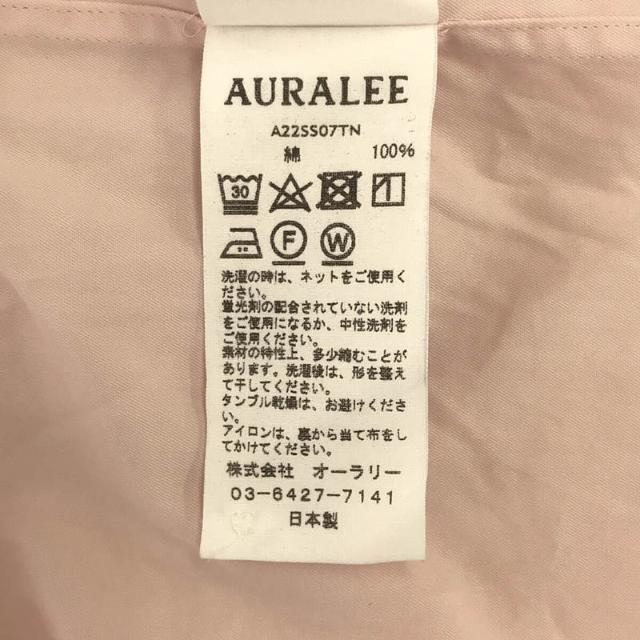 AURALEE
A22SS07TN
綿 100%
30
F W
洗濯の時は、ネットをご使用く
ださい。
蛍光剤の配合されていない洗剤
をご使用になるか、中性洗剤を
ご使用ください。
素材の特性上、多少縮むことが
あります。洗濯後は、形を整え
て干してください。
タンブル乾燥は、お避けくださ
い。
アイロンは、裏から当て布をし
てかけてください。
株式会社 オーラリー
03-6427-7141
日本製